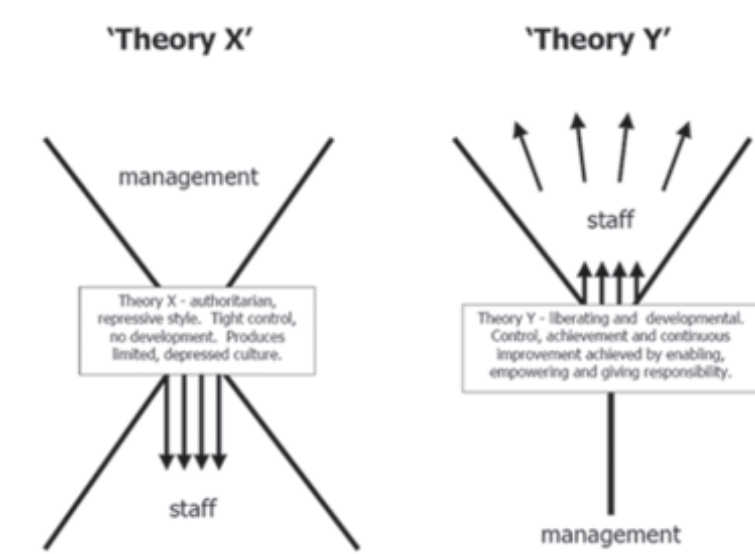 ‘Theory X’
management
Theory X - authoritarian,
repressive style. Tight control,
no development. Produces
limited, depressed culture.
staff
‘Theory Y’
staff
Theory Y - liberating and developmental.
Control, achievement and continuous
improvement achieved by enabling,
empowering and giving responsibility.
management